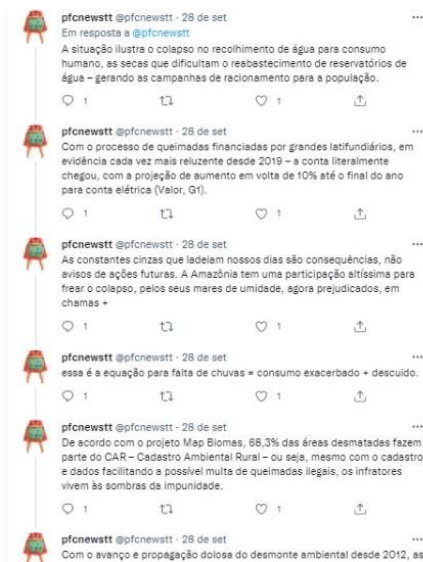 pfcnewstt @pfcnewstt · 28 de set
Em resposta a @pfcnewstt
A situação ilustra o colapso no recolhimento de água para consumo
humano, as secas que dificultam o reabastecimento de reservatórios de
água – gerando as campanhas de racionamento para a população.
1 1
pfcnewstt @pfcnewstt · 28 de set
Com o processo de queimadas financiadas por grandes latifundiários, em
evidência cada vez mais reluzente desde 2019 – a conta literalmente
chegou, com a projeção de aumento em volta de 10% até o final do ano
para conta elétrica (Valor, G1).
1 1
pfcnewstt @pfcnewstt · 28 de set
As constantes cinzas que ladeiam nossos dias são consequências, não
avisos de ações futuras. A Amazônia tem uma participação altíssima para
frear o colapso, pelos seus mares de umidade, agora prejudicados, em
chamas +
1 1
pfcnewstt @pfcnewstt · 28 de set
essa é a equação para falta de chuvas = consumo exacerbado + descuido.
1 1
pfcnewstt @pfcnewstt · 28 de set
De acordo com o projeto Map Biomas, 68,3% das áreas desmatadas fazem
parte do CAR – Cadastro Ambiental Rural – ou seja, mesmo com o cadastro
e dados facilitando a possível multa de queimadas ilegais, os infratores
vivem às sombras da impunidade.
1 1
pfcnewstt @pfcnewstt · 28 de set
Com o avanço e propagação dolosa do desmonte ambiental desde 2012, as